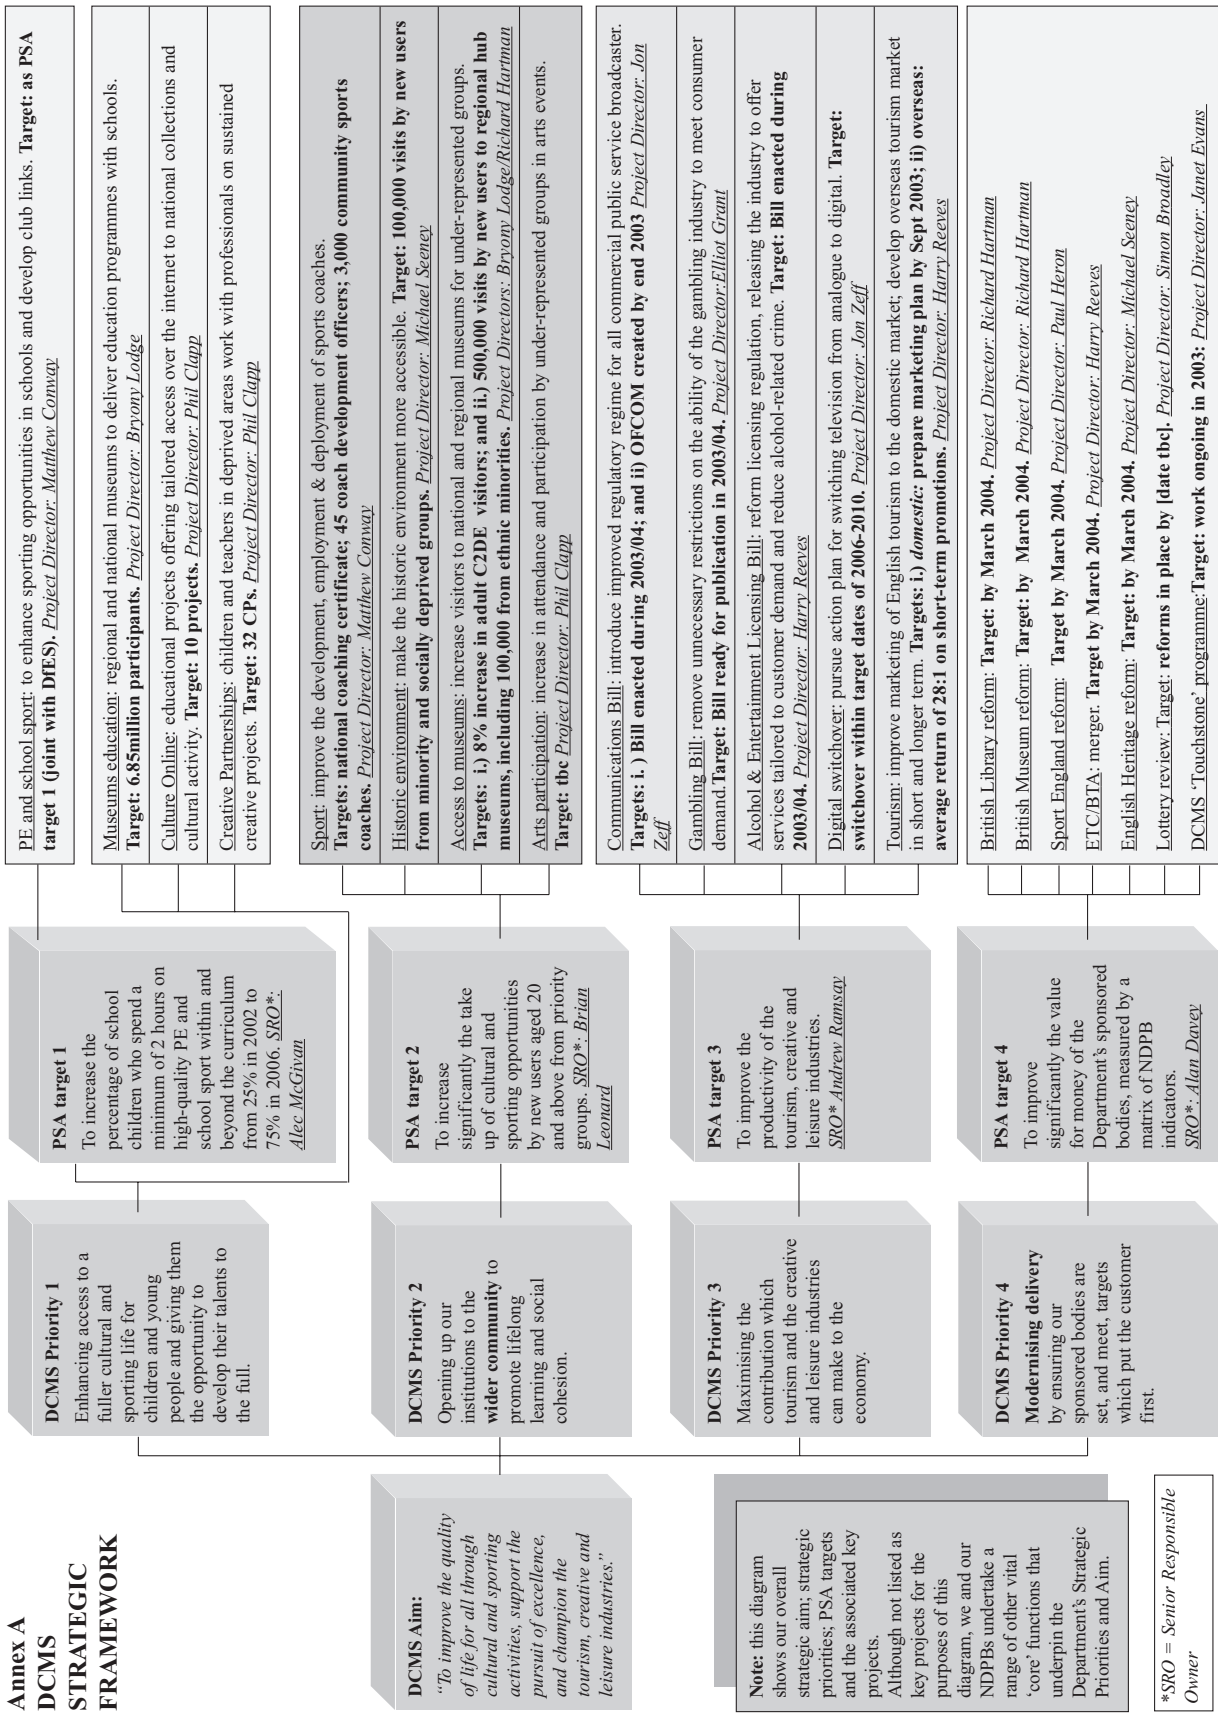 Annex A
DCMS
STRATEGIC
FRAMEWORK
DCMS Aim:
“To improve the quality
of life for all through
cultural and sporting
activities, support the
pursuit of excellence,
and champion the
tourism, creative and
leisure industries.”
Note: this diagram
shows our overall
strategic aim; strategic
priorities; PSA targets
and the associated key
projects.
Although not listed as
key projects for the
purposes of this
diagram, we and our
NDPBs undertake a
range of other vital
‘core’ functions that
underpin the
Department’s Strategic
Priorities and Aim.
*SRO = Senior Responsible
Owner
DCMS Priority 1
Enhancing access to a
fuller cultural and
sporting life for
children and young
people and giving them
the opportunity to
develop their talents to
the full.
DCMS Priority 2
Opening up our
institutions to the
wider community to
promote lifelong
learning and social
cohesion.
DCMS Priority 3
Maximising the
contribution which
tourism and the creative
and leisure industries
can make to the
economy.
DCMS Priority 4
Modernising delivery
by ensuring our
sponsored bodies are
set, and meet, targets
which put the customer
first.
PSA target 1
To increase the
percentage of school
children who spend a
minimum of 2 hours on
high-quality PE and
school sport within and
beyond the curriculum
from 25% in 2002 to
75% in 2006. SRO*:
Alec McGivan
PSA target 2
To increase
significantly the take
up of cultural and
sporting opportunities
by new users aged 20
and above from priority
groups. SRO*: Brian
Leonard
PSA target 3
To improve the
productivity of the
tourism, creative and
leisure industries.
SRO* Andrew Ramsay
PSA target 4
To improve
significantly the value
for money of the
Department’s sponsored
bodies, measured by a
matrix of NDPB
indicators.
SRO*: Alan Davey
PE and school sport: to enhance sporting opportunities in schools and develop club links. Target: as PSA
target 1 (joint with DfES). Project Director: Matthew Conway
Museums education: regional and national museums to deliver education programmes with schools.
Target: 6.85million participants. Project Director: Bryony Lodge
Culture Online: educational projects offering tailored access over the internet to national collections and
cultural activity. Target: 10 projects. Project Director: Phil Clapp
Creative Partnerships: children and teachers in deprived areas work with professionals on sustained
creative projects. Target: 32 CPs. Project Director: Phil Clapp
Sport: improve the development, employment & deployment of sports coaches.
Targets: national coaching certificate; 45 coach development officers; 3,000 community sports
coaches. Project Director: Matthew Conway
Historic environment: make the historic environment more accessible. Target: 100,000 visits by new users
from minority and socially deprived groups. Project Director: Michael Seeney
Access to museums: increase visitors to national and regional museums for under-represented groups.
Targets: i.) 8% increase in adult C2DE visitors; and ii.) 500,000 visits by new users to regional hub
museums, including 100,000 from ethnic minorities. Project Directors: Bryony Lodge/Richard Hartman
Arts participation: increase in attendance and participation by under-represented groups in arts events.
Target: tbc Project Director: Phil Clapp
Communications Bill: introduce improved regulatory regime for all commercial public service broadcaster.
Targets: i. ) Bill enacted during 2003/04; and ii) OFCOM created by end 2003 Project Director: Jon
Zeff
Gambling Bill: remove unnecessary restrictions on the ability of the gambling industry to meet consumer
demand.Target: Bill ready for publication in 2003/04. Project Director:Elliot Grant
Alcohol & Entertainment Licensing Bill: reform licensing regulation, releasing the industry to offer
services tailored to customer demand and reduce alcohol-related crime. Target: Bill enacted during
2003/04. Project Director: Harry Reeves
Digital switchover: pursue action plan for switching television from analogue to digital. Target:
switchover within target dates of 2006-2010. Project Director: Jon Zeff
Tourism: improve marketing of English tourism to the domestic market; develop overseas tourism market
in short and longer term. Targets: i.) domestic: prepare marketing plan by Sept 2003; ii) overseas:
average return of 28:1 on short-term promotions. Project Director: Harry Reeves
British Library reform: Target: by March 2004. Project Director: Richard Hartman
British Museum reform: Target: by March 2004. Project Director: Richard Hartman
Sport England reform: Target by March 2004. Project Director: Paul Heron
ETC/BTA: merger. Target by March 2004. Project Director: Harry Reeves
English Heritage reform: Target: by March 2004. Project Director: Michael Seeney
Lottery review: Target: reforms in place by [date tbc]. Project Director: Simon Broadley
DCMS ‘Touchstone’ programme:Target: work ongoing in 2003: Project Director: Janet Evans